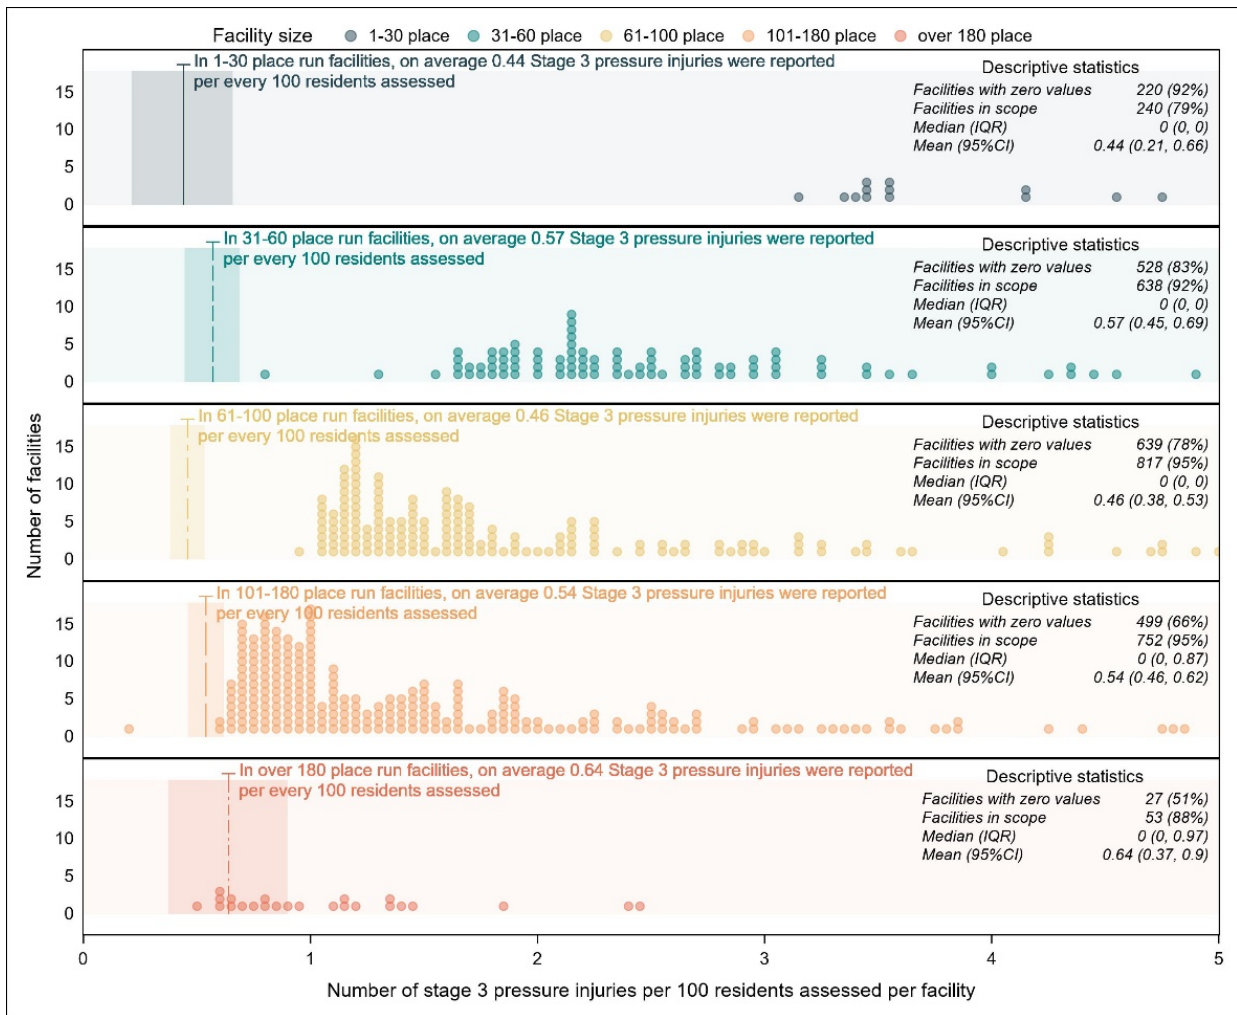 Facility size 1-30 place 31-60 place 61-100 place 101-180 place over 180 place
In 1-30 place run facilities, on average 0.44 Stage 3 pressure injuries were reported
per every 100 residents assessed
Descriptive statistics
Facilities with zero values 220 (92%)
Facilities in scope 240 (79%)
Median (IQR) 0 (0, 0)
Mean (95%CI) 0.44 (0.21, 0.66)
15
10
5
0
In 31-60 place run facilities, on average 0.57 Stage 3 pressure injuries were reported
per every 100 residents assessed
Descriptive statistics
Facilities with zero values 528 (83%)
Facilities in scope 638 (92%)
Median (IQR) 0 (0, 0)
Mean (95%CI) 0.57 (0.45, 0.69)
15
10
5
0
In 61-100 place run facilities, on average 0.46 Stage 3 pressure injuries were reported
per every 100 residents assessed
Descriptive statistics
Facilities with zero values 639 (78%)
Facilities in scope 817 (95%)
Median (IQR) 0 (0, 0)
Mean (95%CI) 0.46 (0.38, 0.53)
15
10
5
0
Number of facilities
In 101-180 place run facilities, on average 0.54 Stage 3 pressure injuries were reported
per every 100 residents assessed
Descriptive statistics
Facilities with zero values 499 (66%)
Facilities in scope 752 (95%)
Median (IQR) 0 (0, 0.87)
Mean (95%CI) 0.54 (0.46, 0.62)
15
10
5
0
In over 180 place run facilities, on average 0.64 Stage 3 pressure injuries were reported
per every 100 residents assessed
Descriptive statistics
Facilities with zero values 27 (51%)
Facilities in scope 53 (88%)
Median (IQR) 0 (0, 0.97)
Mean (95%CI) 0.64 (0.37, 0.9)
15
10
5
0
0 1 2 3 4 5
Number of stage 3 pressure injuries per 100 residents assessed per facility